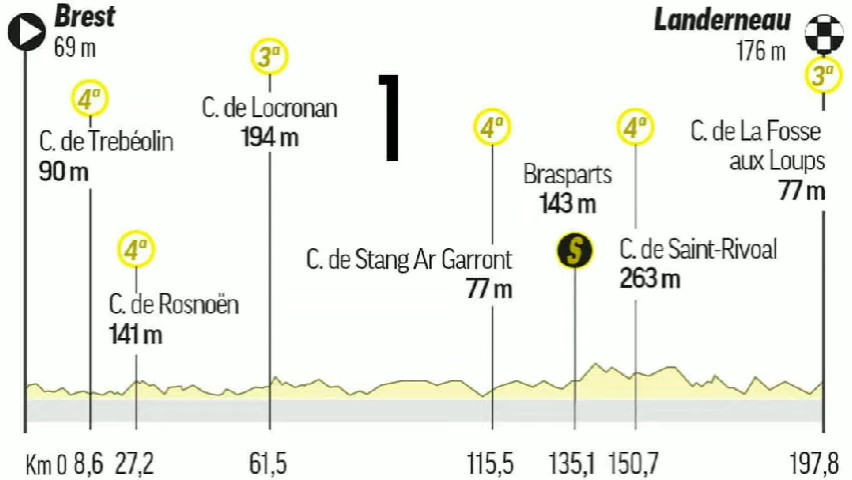 Brest
69 m
Landerneau
176 m
3ª
3ª
4ª
C. de Locronan
194 m
1
4ª
4ª
C. de Trebéolin
90 m
C. de La Fosse
aux Loups
77 m
Brasparts
143 m
4ª
S
C. de Stang Ar Garront
77 m
C. de Saint-Rivoal
263 m
C. de Rosnoën
141 m
Km 0 8,6 27,2 61,5 115,5 135,1 150,7 197,8